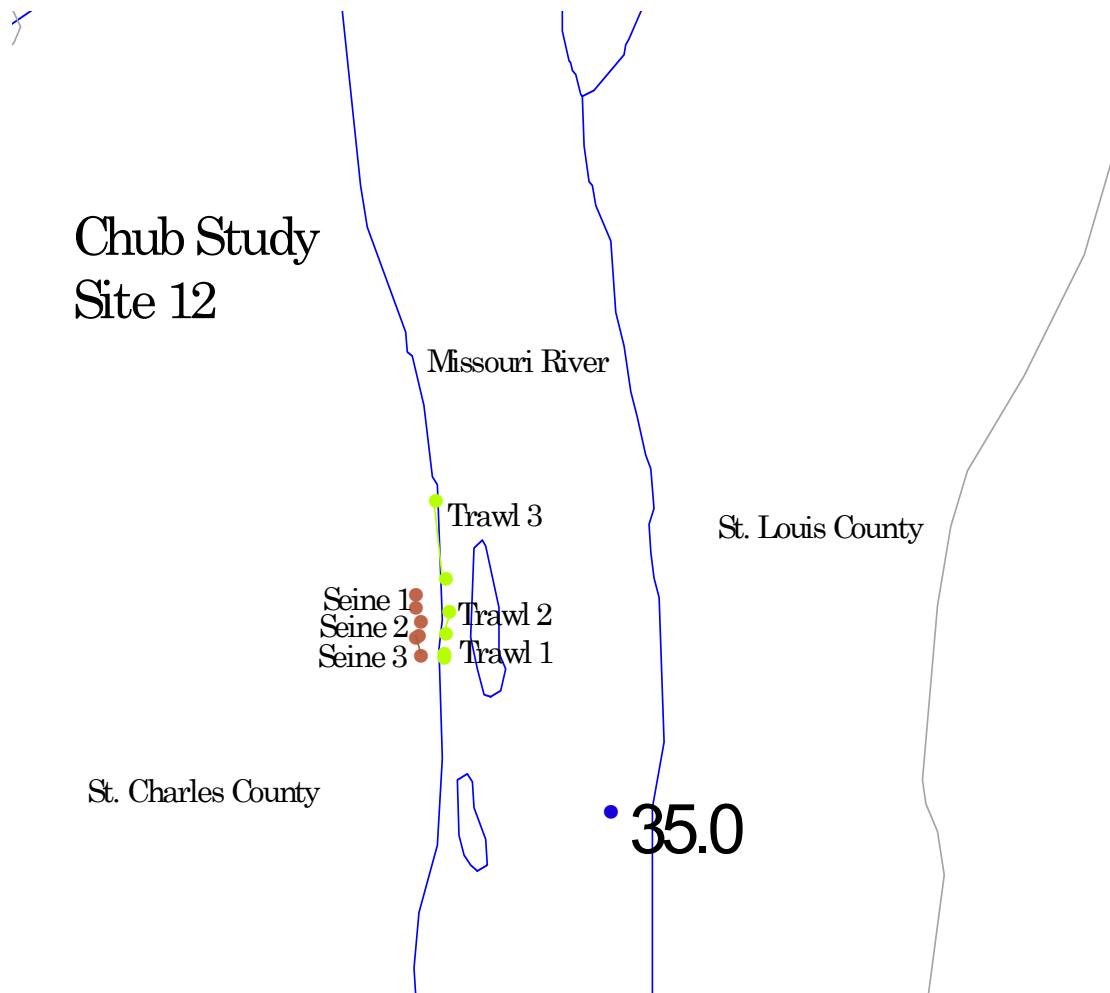 Chub Study
Site 12
Missouri River
Trawl 3
St. Louis County
Seine 1
Trawl 2
Seine 2
Trawl 1
Seine 3
St. Charles County
35.0